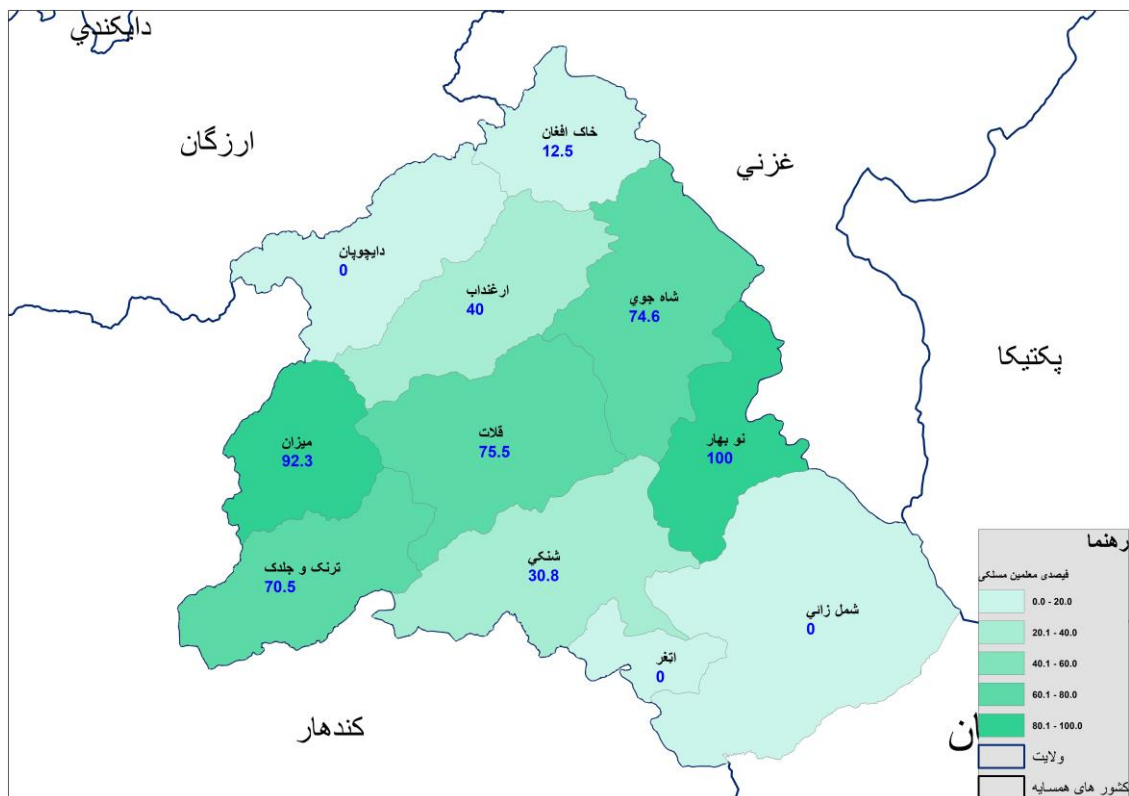 دایکندي
ارزگان
غزني
پکتیکا
کندهار
خاک افغان
12.5
دایچوپان
0
ارغنداب
40
شاه جوي
74.6
میزان
92.3
قلات
75.5
نو بهار
100
ترنک و جلدک
70.5
شنکي
30.8
شمل زائي
0
اتغر
0
رهنما
فیصدی معلمین مسلکی
0.0 - 20.0
20.1 - 40.0
40.1 - 60.0
60.1 - 80.0
80.1 - 100.0
ولایت
کشور های همسایه